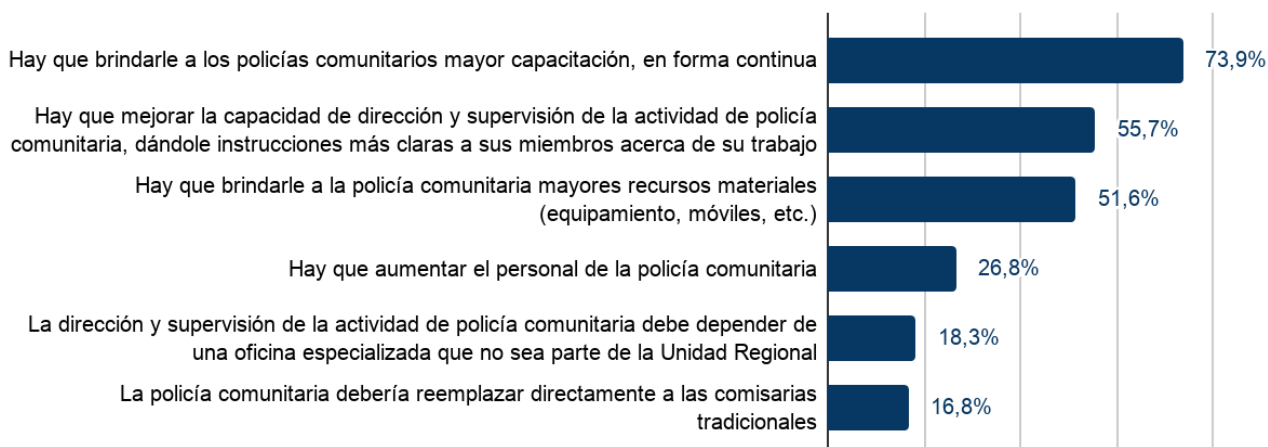 Hay que brindarle a los policías comunitarios mayor capacitación, en forma continua
73,9%
Hay que mejorar la capacidad de dirección y supervisión de la actividad de policía
comunitaria, dándole instrucciones más claras a sus miembros acerca de su trabajo
55,7%
Hay que brindarle a la policía comunitaria mayores recursos materiales
(equipamiento, móviles, etc.)
51,6%
Hay que aumentar el personal de la policía comunitaria
26,8%
La dirección y supervisión de la actividad de policía comunitaria debe depender de
una oficina especializada que no sea parte de la Unidad Regional
18,3%
La policía comunitaria debería reemplazar directamente a las comisarias
tradicionales
16,8%